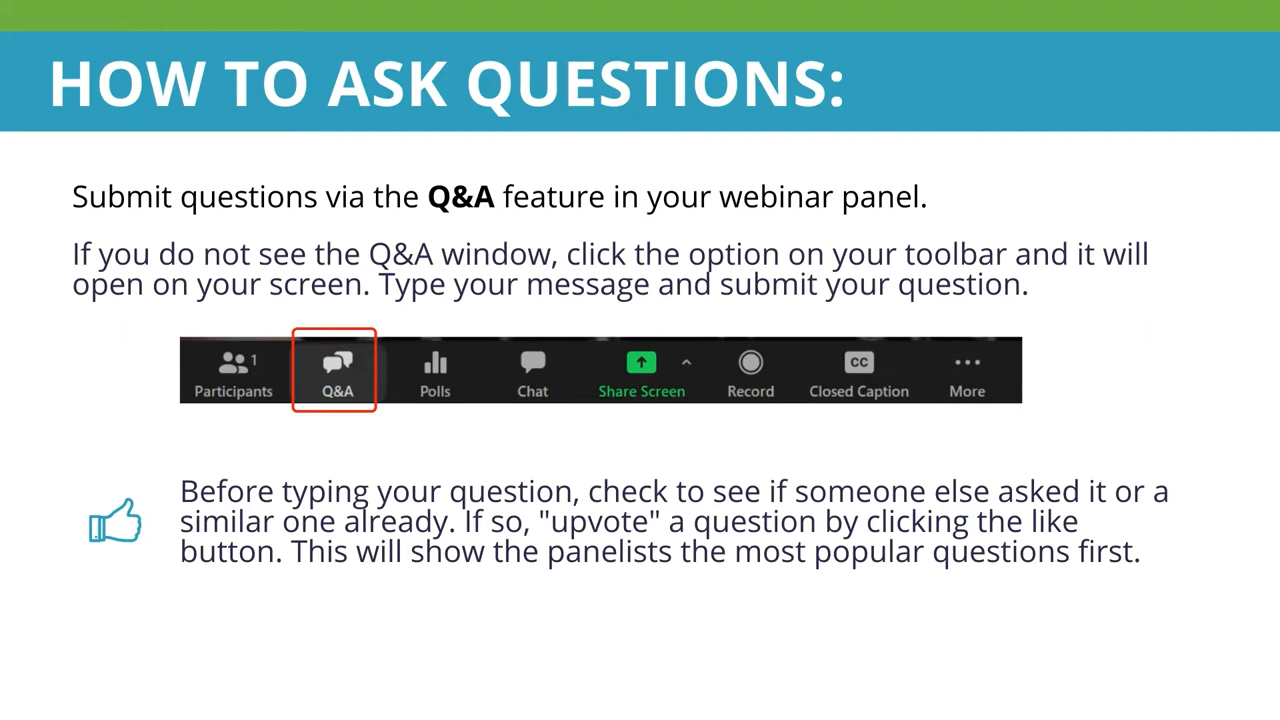 HOW TO ASK QUESTIONS:
Submit questions via the Q&A feature in your webinar panel.
If you do not see the Q&A window, click the option on your toolbar and it will
open on your screen. Type your message and submit your question.
1
Participants Q&A Polls Chat Share Screen Record Closed Caption More
CC
Before typing your question, check to see if someone else asked it or a
similar one already. If so, "upvote" a question by clicking the like
button. This will show the panelists the most popular questions first.